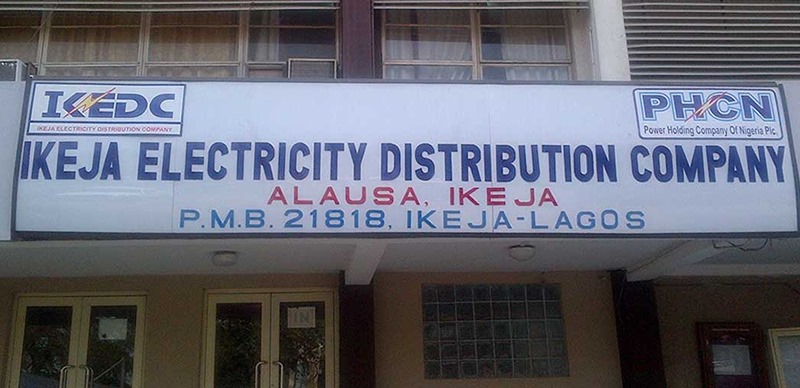 IKEDC
IKEJA ELECTRICITY DISTRIBUTION COMPANY
PHCN
Power Holding Company Of Nigeria Plc.
IKEJA ELECTRICITY DISTRIBUTION COMPANY
ALAUSA, IKEJA
P.M.B. 21818, IKEJA-LAGOS
IN